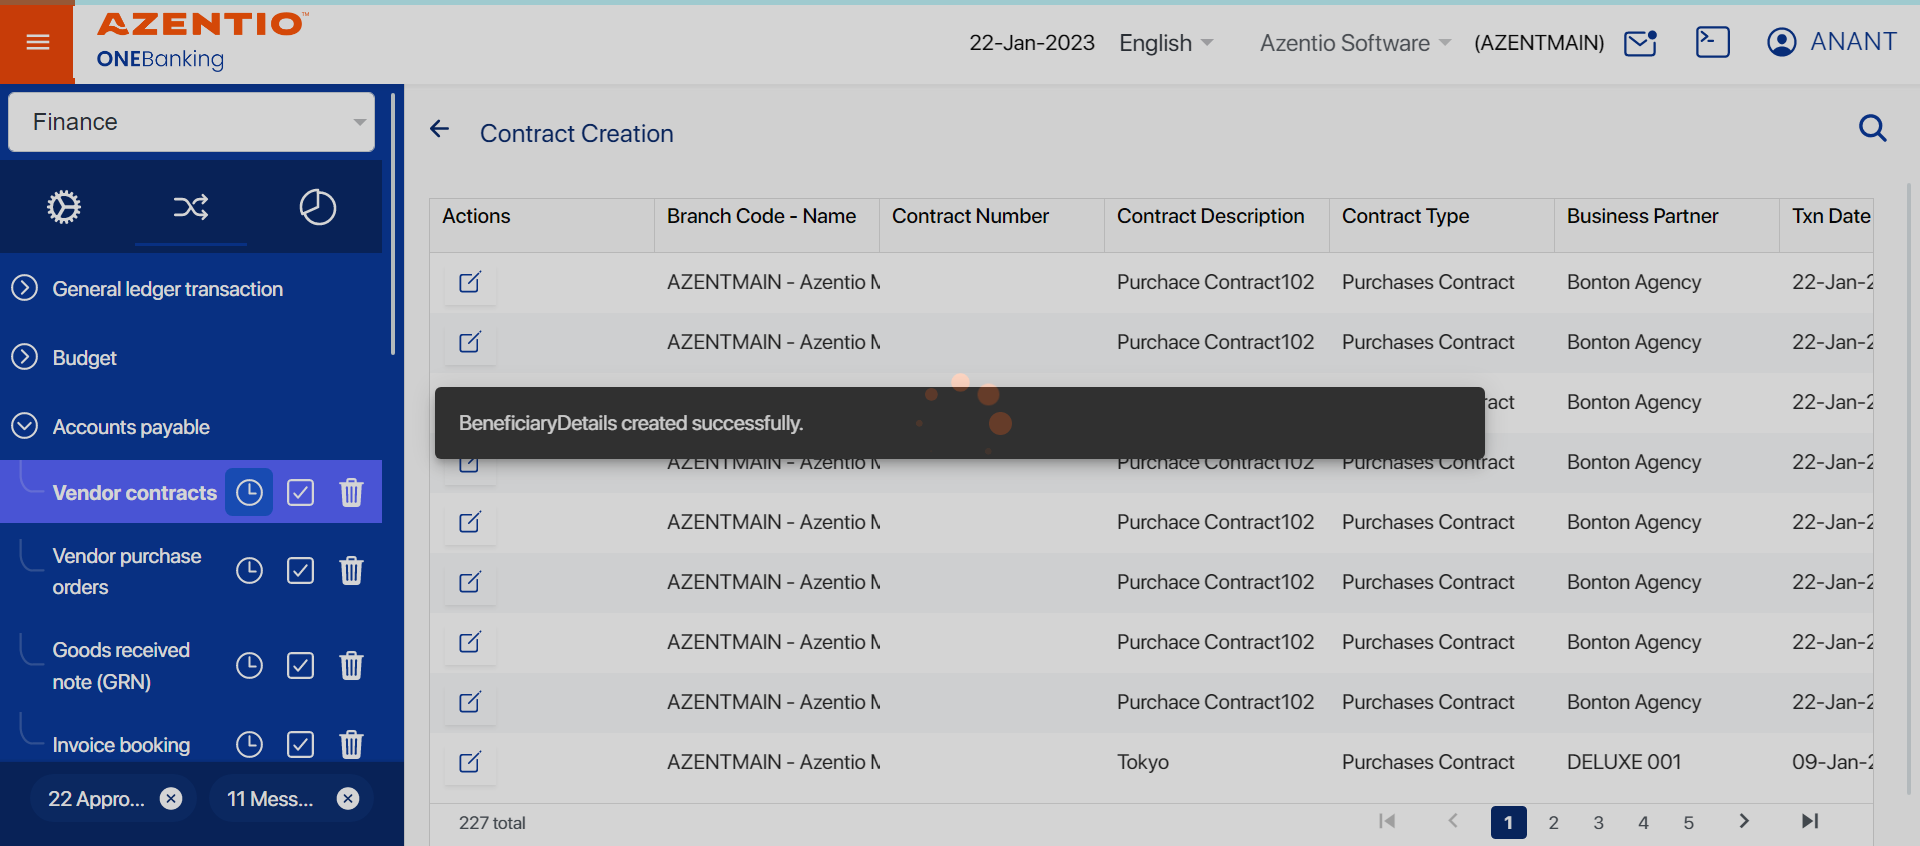 AZENTIO™
ONEBanking
22-Jan-2023 English Azentio Software (AZENTMAIN) ANANT
Finance
General ledger transaction
Budget
Accounts payable
Vendor contracts
Vendor purchase
orders
Goods received
note (GRN)
Invoice booking
22 Appro...
11 Mess...
Contract Creation
Actions Branch Code - Name Contract Number Contract Description Contract Type Business Partner Txn Date
AZENTMAIN - Azentio Purchace Contract102 Purchases Contract Bonton Agency 22-Jan-2
AZENTMAIN - Azentio Purchace Contract102 Purchases Contract Bonton Agency 22-Jan-2
ract Bonton Agency 22-Jan-2
BeneficiaryDetails created successfully.
AZENTMAIN - Azentio Purchace Contract102 Purchases Contract Bonton Agency 22-Jan-2
AZENTMAIN - Azentio Purchace Contract102 Purchases Contract Bonton Agency 22-Jan-2
AZENTMAIN - Azentio Purchace Contract102 Purchases Contract Bonton Agency 22-Jan-2
AZENTMAIN - Azentio Purchace Contract102 Purchases Contract Bonton Agency 22-Jan-2
AZENTMAIN - Azentio Purchace Contract102 Purchases Contract Bonton Agency 22-Jan-2
AZENTMAIN - Azentio Tokyo Purchases Contract DELUXE 001 09-Jan-2
227 total 1 2 3 4 5